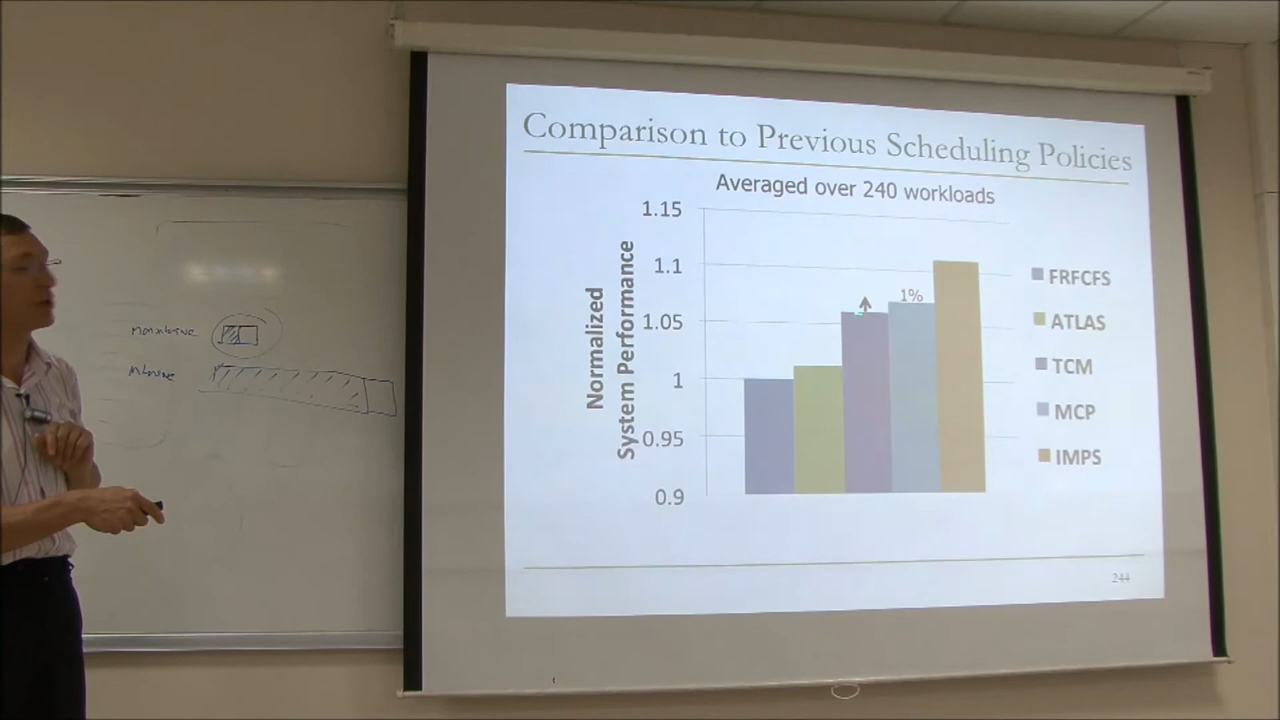 Comparison to Previous Scheduling Policies
Averaged over 240 workloads
Normalized
System Performance
1.15
1.1
1.05
1
0.95
0.9
1%
FRFCFS
ATLAS
TCM
MCP
IMPS
244